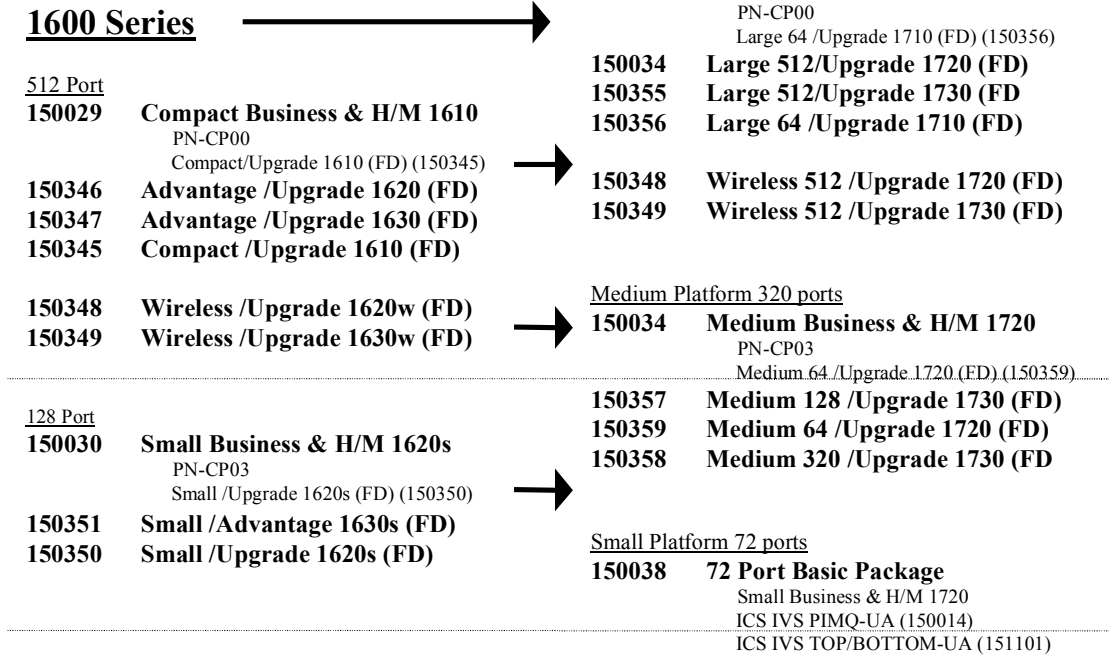 1600 Series
512 Port
150029 Compact Business & H/M 1610
PN-CP00
Compact/Upgrade 1610 (FD) (150345)
150346 Advantage /Upgrade 1620 (FD)
150347 Advantage /Upgrade 1630 (FD)
150345 Compact /Upgrade 1610 (FD)
150348 Wireless /Upgrade 1620w (FD)
150349 Wireless /Upgrade 1630w (FD)
128 Port
150030 Small Business & H/M 1620s
PN-CP03
Small /Upgrade 1620s (FD) (150350)
150351 Small /Advantage 1630s (FD)
150350 Small /Upgrade 1620s (FD)
PN-CP00
Large 64 /Upgrade 1710 (FD) (150356)
150034 Large 512/Upgrade 1720 (FD)
150355 Large 512/Upgrade 1730 (FD
150356 Large 64 /Upgrade 1710 (FD)
150348 Wireless 512 /Upgrade 1720 (FD)
150349 Wireless 512 /Upgrade 1730 (FD)
Medium Platform 320 ports
150034 Medium Business & H/M 1720
PN-CP03
Medium 64 /Upgrade 1720 (FD) (150359)
150357 Medium 128 /Upgrade 1730 (FD)
150359 Medium 64 /Upgrade 1720 (FD)
150358 Medium 320 /Upgrade 1730 (FD
Small Platform 72 ports
150038 72 Port Basic Package
Small Business & H/M 1720
ICS IVS PIMQ-UA (150014)
ICS IVS TOP/BOTTOM-UA (151101)